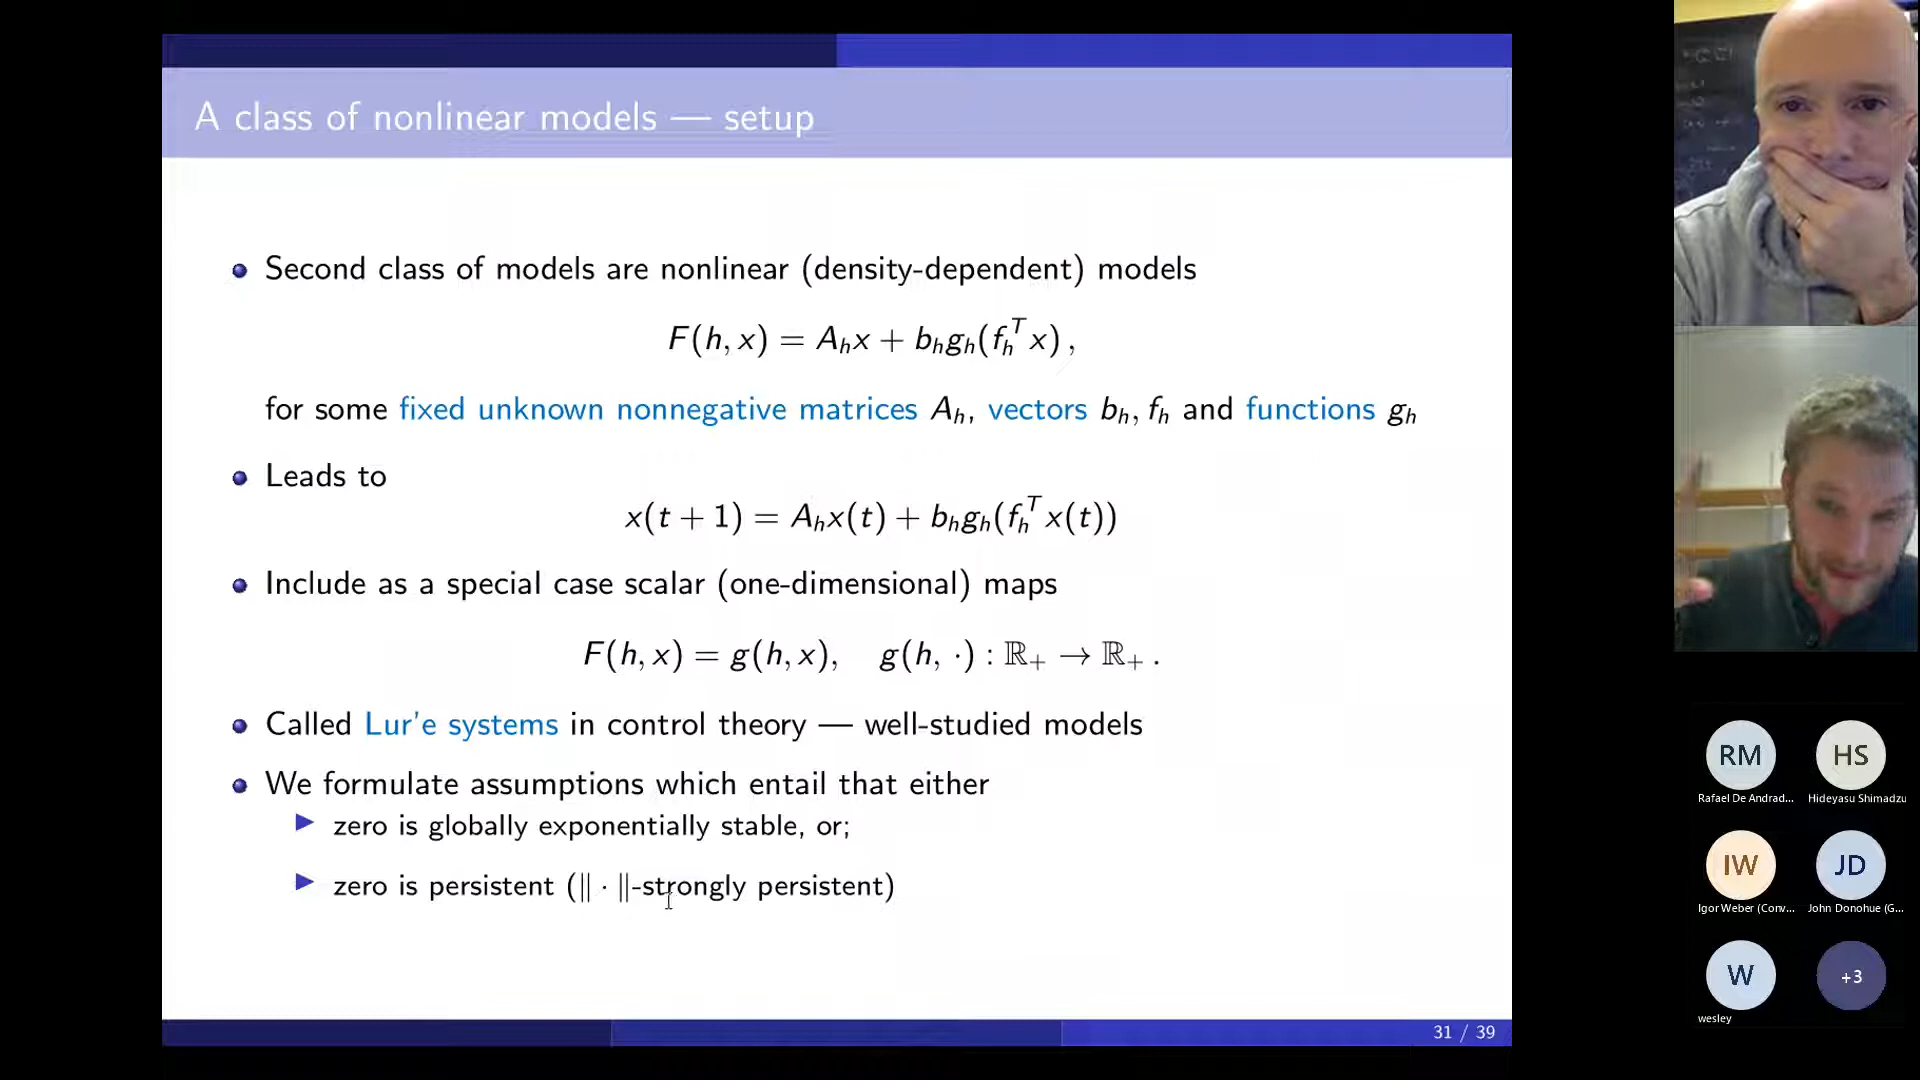 A class of nonlinear models — setup
Second class of models are nonlinear (density-dependent) models
F(h, x) = A_h x + b_h g_h(f_h^T x) ,
for some fixed unknown nonnegative matrices A_h, vectors b_h, f_h and functions g_h
Leads to
x(t + 1) = A_h x(t) + b_h g_h(f_h^T x(t))
Include as a special case scalar (one-dimensional) maps
F(h, x) = g(h, x), g(h, ·) : ℝ₊ → ℝ₊ .
Called Lur'e systems in control theory — well-studied models
We formulate assumptions which entail that either
zero is globally exponentially stable, or;
zero is persistent (‖ · ‖-strongly persistent)
31 / 39
RM
HS
Rafael De Andrad...
Hideyasu Shimadzu
IW
JD
Igor Weber (Conv...
John Donohue (G...
W
+3
wesley